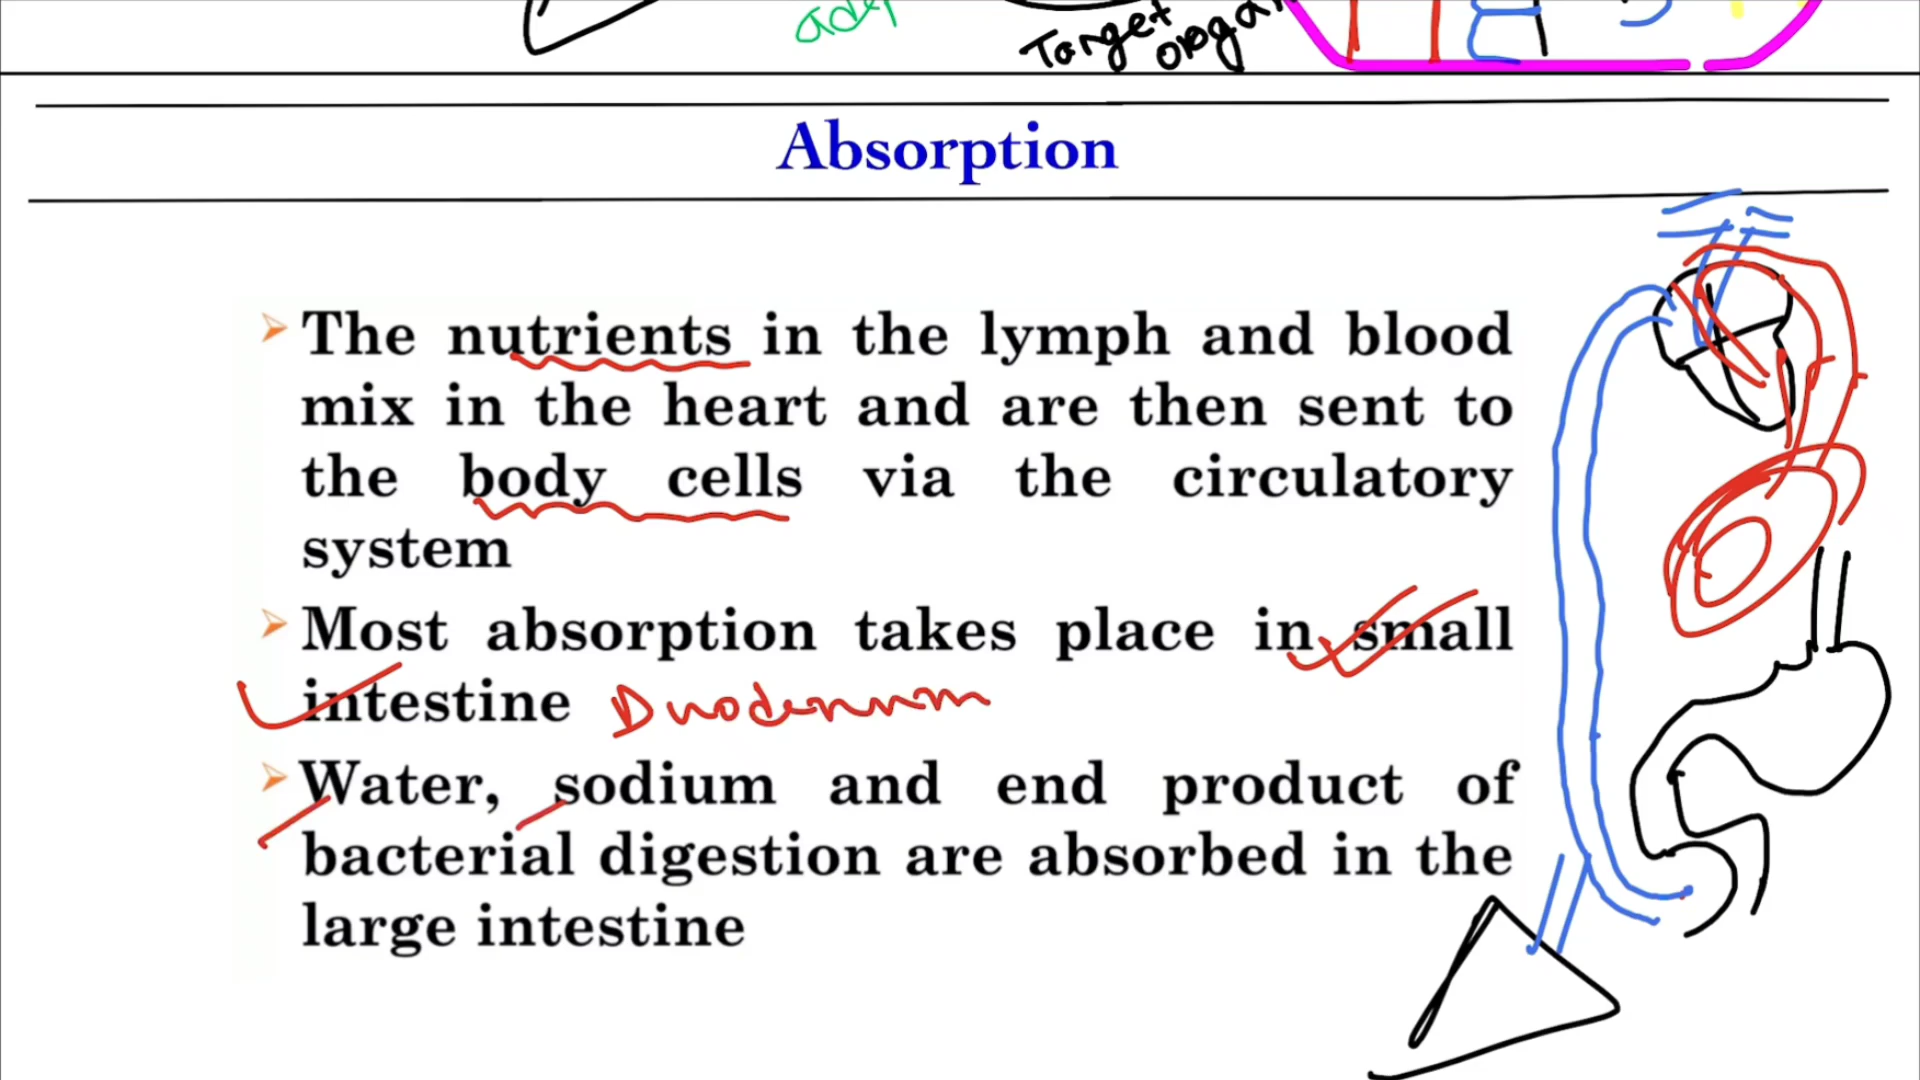 adip
Target
organ
Absorption
The nutrients in the lymph and blood
mix in the heart and are then sent to
the body cells via the circulatory
system
Most absorption takes place in small
intestine Duodenum
Water, sodium and end product of
bacterial digestion are absorbed in the
large intestine